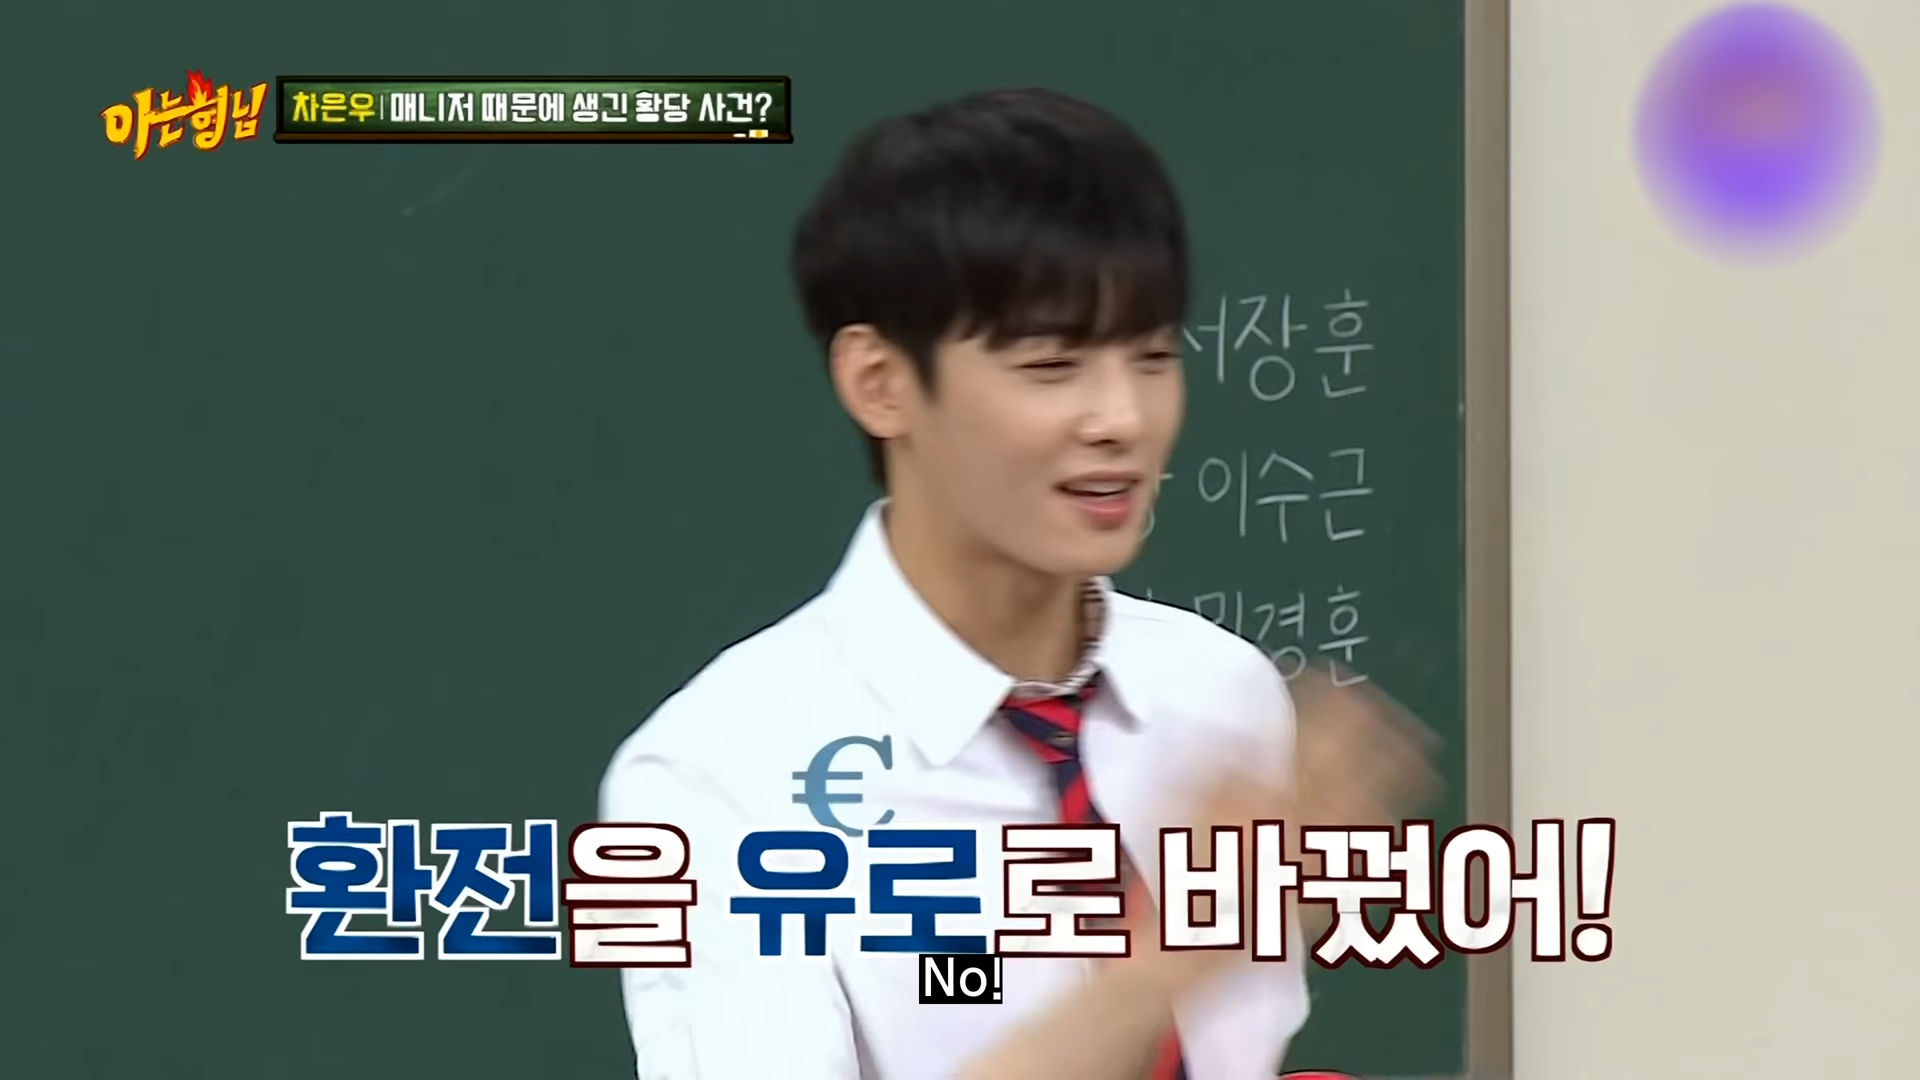 아는형님
차은우|매니저 때문에 생긴 황당 사건?
서장훈
이수근
민경훈
€
환전을 유로로 바꿨어!
No!